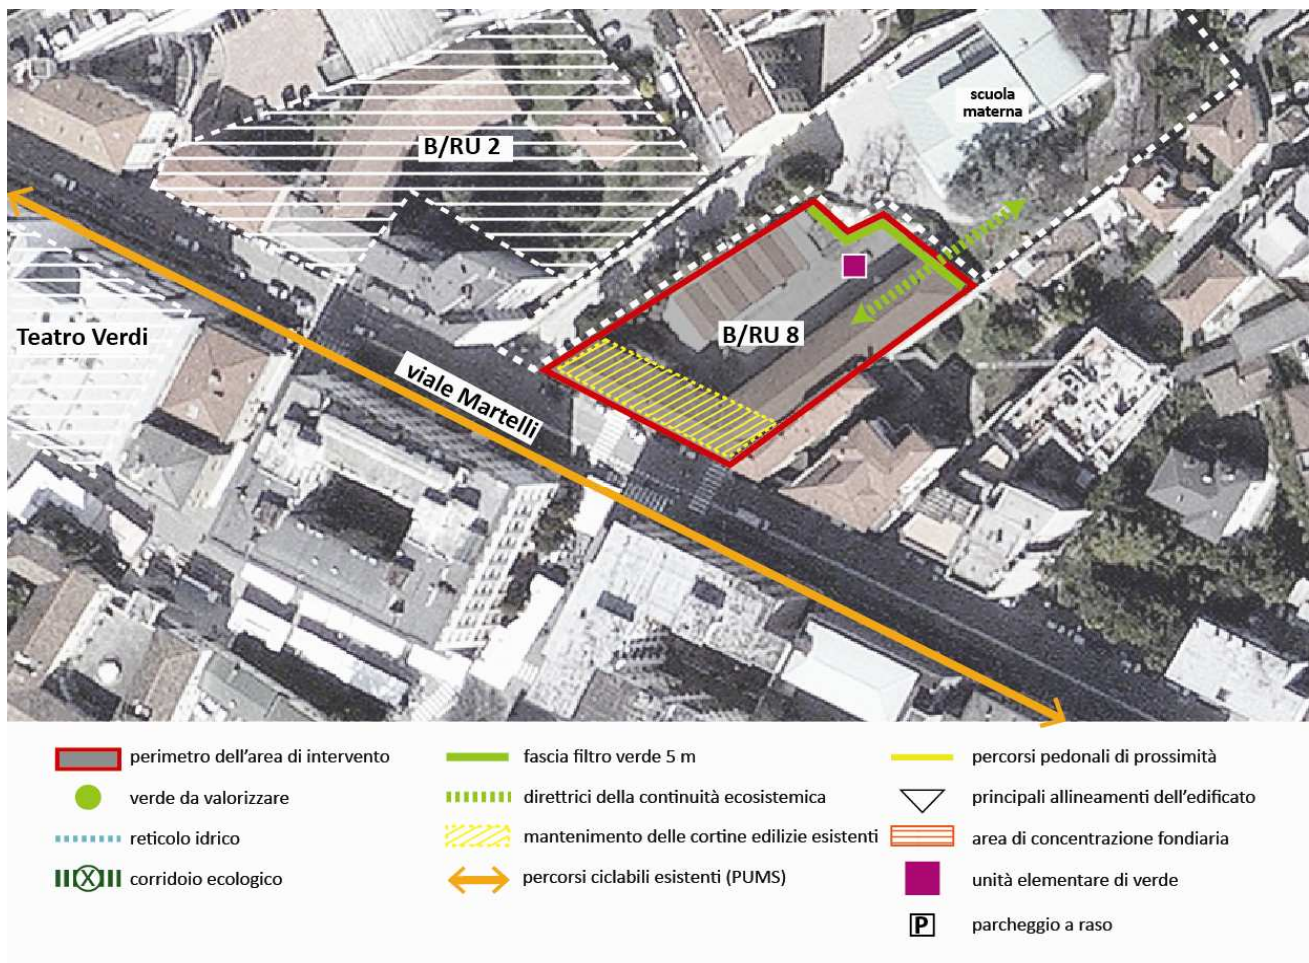 scuola
materna
B/RU 2
Teatro Verdi
B/RU 8
viale Martelli
perimetro dell'area di intervento
verde da valorizzare
reticolo idrico
X corridoio ecologico
fascia filtro verde 5 m
direttrici della continuità ecosistemica
mantenimento delle cortine edilizie esistenti
percorsi ciclabili esistenti (PUMS)
percorsi pedonali di prossimità
principali allineamenti dell'edificato
area di concentrazione fondiaria
unità elementare di verde
P parcheggio a raso